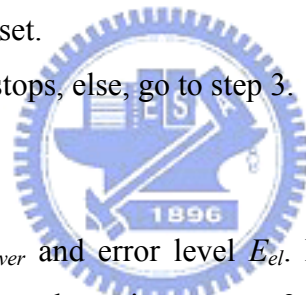 set.
stops, else, go to step 3.
E S A
1896
ver and error level Eel.